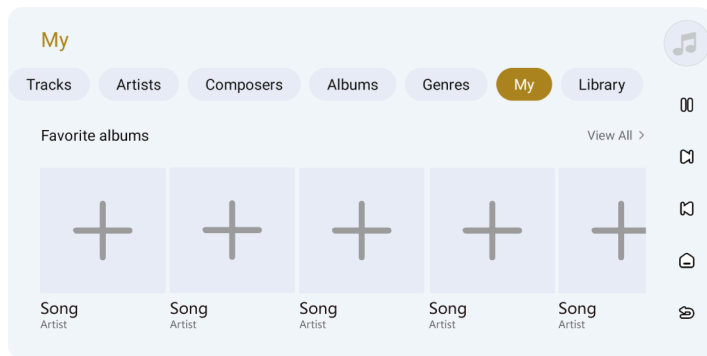 My
Tracks Artists Composers Albums Genres My Library
Favorite albums View All >
Song Song Song Song Song
Artist Artist Artist Artist Artist